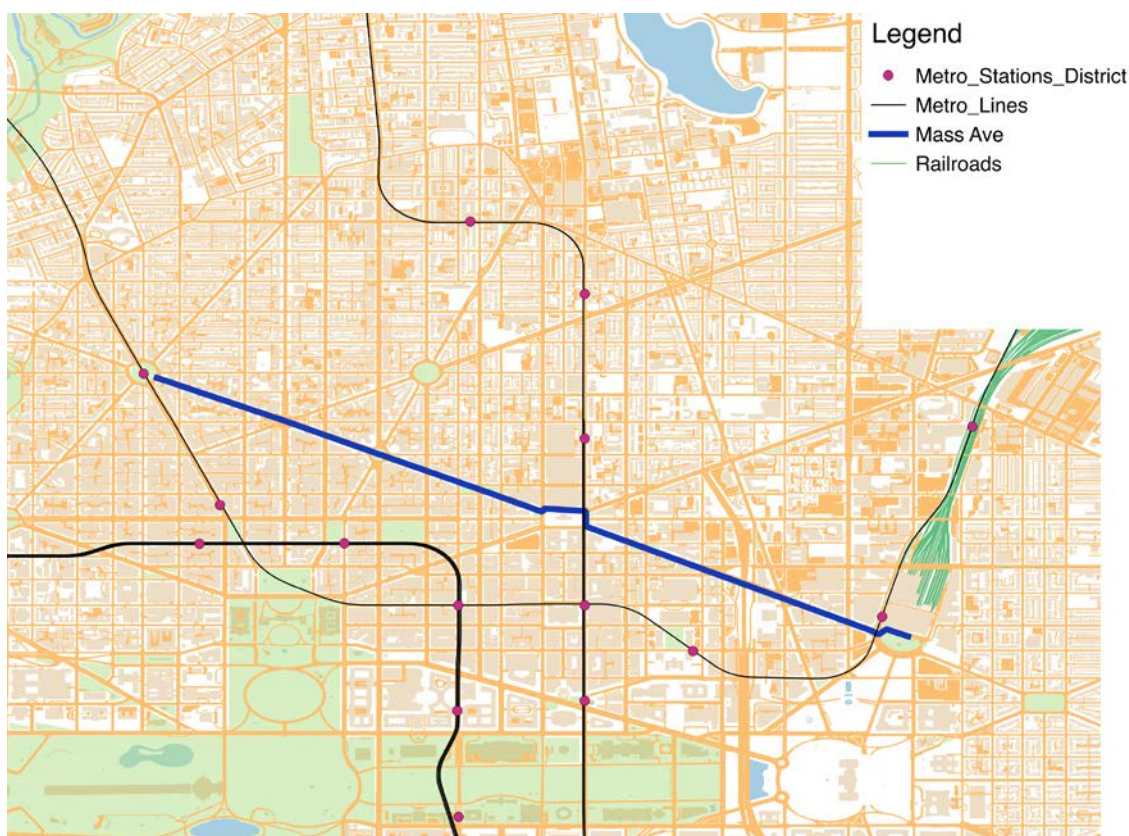 Legend
Metro_Stations_District
Metro_Lines
Mass Ave
Railroads